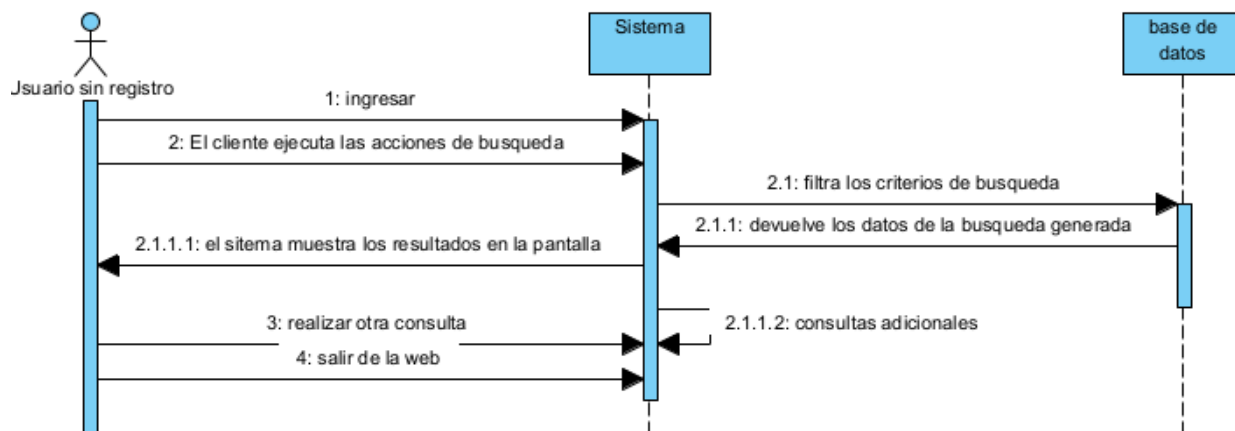 Sistema
base de
datos
Jsuario sin registro
1: ingresar
2: El cliente ejecuta las acciones de busqueda
2.1: filtra los criterios de busqueda
2.1.1: devuelve los datos de la busqueda generada
2.1.1.1: el sitema muestra los resultados en la pantalla
3: realizar otra consulta
2.1.1.2: consultas adicionales
4: salir de la web